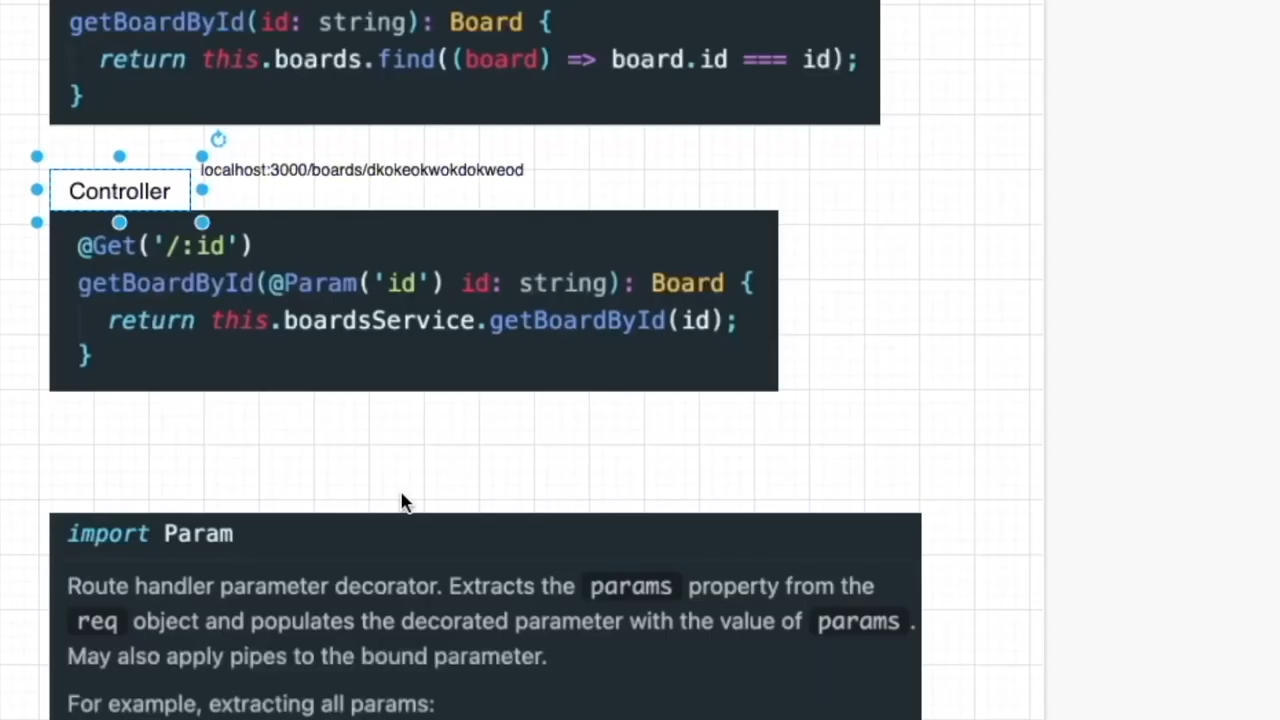 getBoardById(id: string): Board {
return this.boards.find((board) => board.id === id);
}
localhost:3000/boards/dkokeokwokdokweod
Controller
@Get('/:id')
getBoardById(@Param('id') id: string): Board {
return this.boardsService.getBoardById(id);
}
import Param
Route handler parameter decorator. Extracts the params property from the
req object and populates the decorated parameter with the value of params .
May also apply pipes to the bound parameter.
For example, extracting all params: